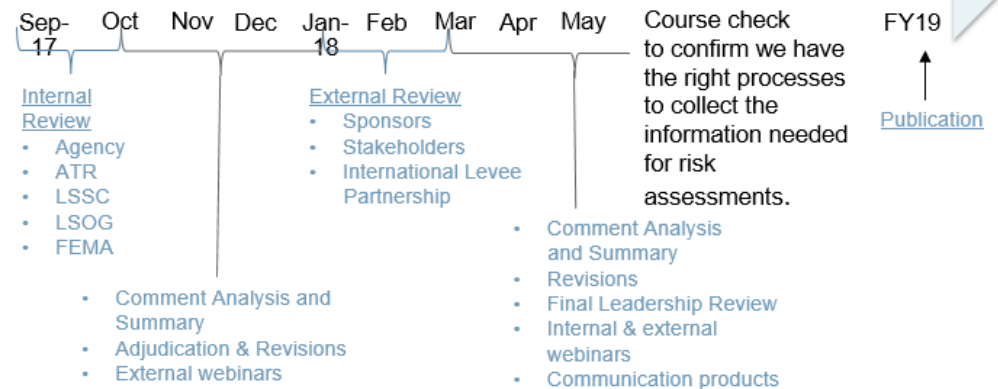 Sep-17 Oct Nov Dec Jan-18 Feb Mar Apr May
Course check
to confirm we have
the right processes
to collect the
information needed
for risk
assessments.
FY19
Publication
Internal
Review
• Agency
• ATR
• LSSC
• LSOG
• FEMA
External Review
• Sponsors
• Stakeholders
• International Levee
Partnership
• Comment Analysis and
Summary
• Adjudication & Revisions
• External webinars
• Comment Analysis
and Summary
• Revisions
• Final Leadership Review
• Internal & external
webinars
• Communication products